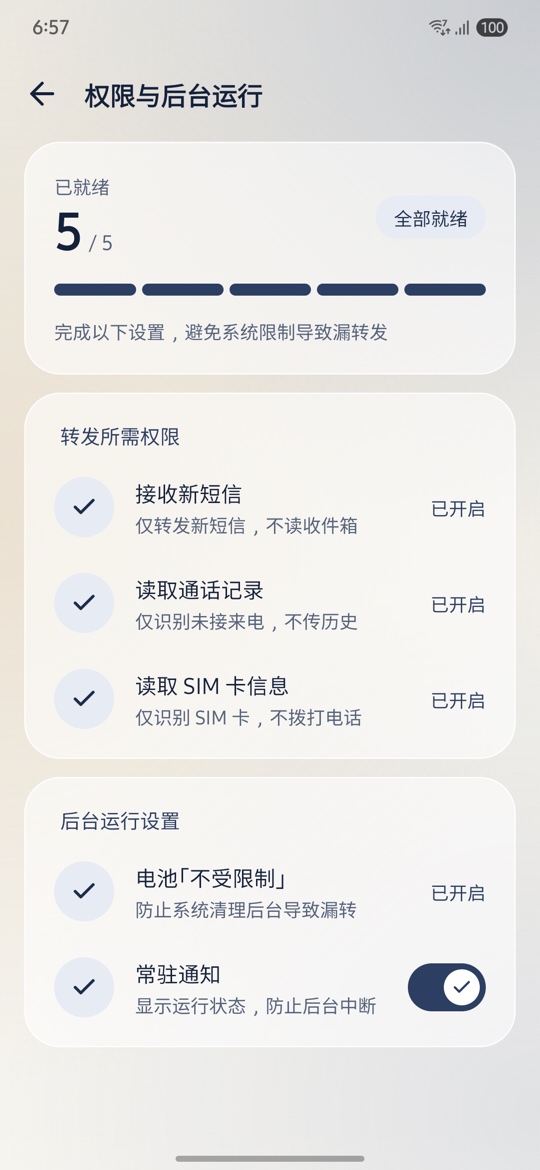 6:57
7
100
权限与后台运行
已就绪
5 / 5
全部就绪
完成以下设置，避免系统限制导致漏转发
转发所需权限
接收新短信
仅转发新短信，不读收件箱
已开启
读取通话记录
仅识别未接来电，不传历史
已开启
读取 SIM 卡信息
仅识别 SIM 卡，不拨打电话
已开启
后台运行设置
电池「不受限制」
防止系统清理后台导致漏转
已开启
常驻通知
显示运行状态，防止后台中断